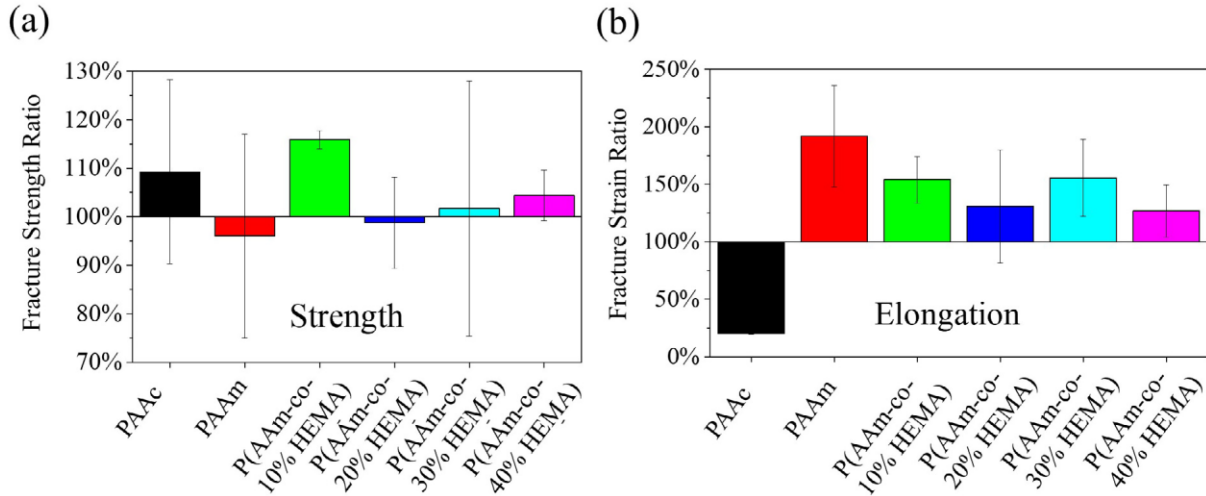 (a)
Fracture Strength Ratio
130%
120%
110%
100%
90%
80%
70%
Strength
PAAc
PAAm
P(AAm-co-
10% HEMA)
P(AAm-co-
20% HEMA)
P(AAm-co-
30% HEMA)
P(AAm-co-
40% HEMA)
(b)
Fracture Strain Ratio
250%
200%
150%
100%
50%
0%
Elongation
PAAc
PAAm
P(AAm-co-
10% HEMA)
P(AAm-co-
20% HEMA)
P(AAm-co-
30% HEMA)
P(AAm-co-
40% HEMA)